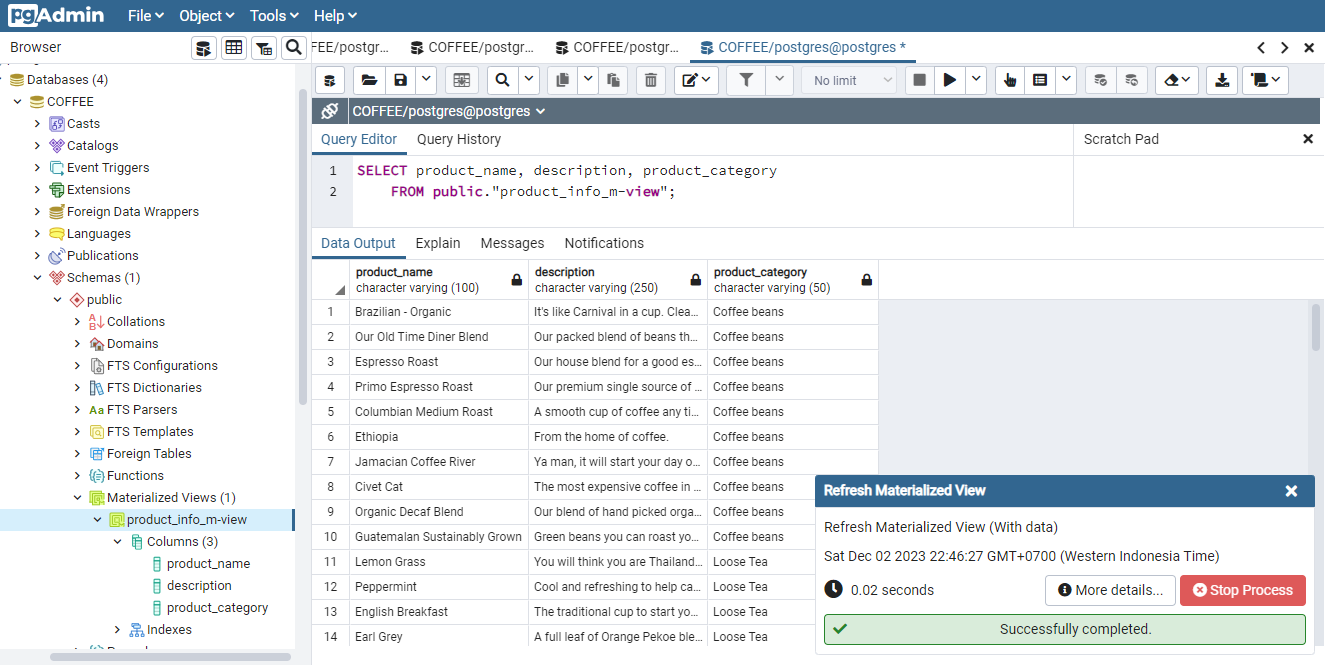 pgAdmin File Object Tools Help
Browser
FEE/postgr... COFFEE/postgr... COFFEE/postgr... COFFEE/postgres@postgres *
Databases (4)
COFFEE
Casts
Catalogs
Event Triggers
Extensions
Foreign Data Wrappers
Languages
Publications
Schemas (1)
public
Collations
Domains
FTS Configurations
FTS Dictionaries
FTS Parsers
FTS Templates
Foreign Tables
Functions
Materialized Views (1)
product_info_m-view
Columns (3)
product_name
description
product_category
Indexes
No limit
COFFEE/postgres@postgres
Query Editor Query History
Scratch Pad
1 SELECT product_name, description, product_category
2 FROM public."product_info_m-view";
Data Output Explain Messages Notifications
product_name description product_category
character varying (100) character varying (250) character varying (50)
1 Brazilian - Organic It's like Carnival in a cup. Clea... Coffee beans
2 Our Old Time Diner Blend Our packed blend of beans th... Coffee beans
3 Espresso Roast Our house blend for a good es... Coffee beans
4 Primo Espresso Roast Our premium single source of ... Coffee beans
5 Columbian Medium Roast A smooth cup of coffee any ti... Coffee beans
6 Ethiopia From the home of coffee. Coffee beans
7 Jamacian Coffee River Ya man, it will start your day o... Coffee beans
8 Civet Cat The most expensive coffee in ... Coffee beans
9 Organic Decaf Blend Our blend of hand picked orga... Coffee beans
10 Guatemalan Sustainably Grown Green beans you can roast yo... Coffee beans
11 Lemon Grass You will think you are Thailand... Loose Tea
12 Peppermint Cool and refreshing to help ca... Loose Tea
13 English Breakfast The traditional cup to start yo... Loose Tea
14 Earl Grey A full leaf of Orange Pekoe ble... Loose Tea
Refresh Materialized View
Refresh Materialized View (With data)
Sat Dec 02 2023 22:46:27 GMT+0700 (Western Indonesia Time)
0.02 seconds More details... Stop Process
Successfully completed.